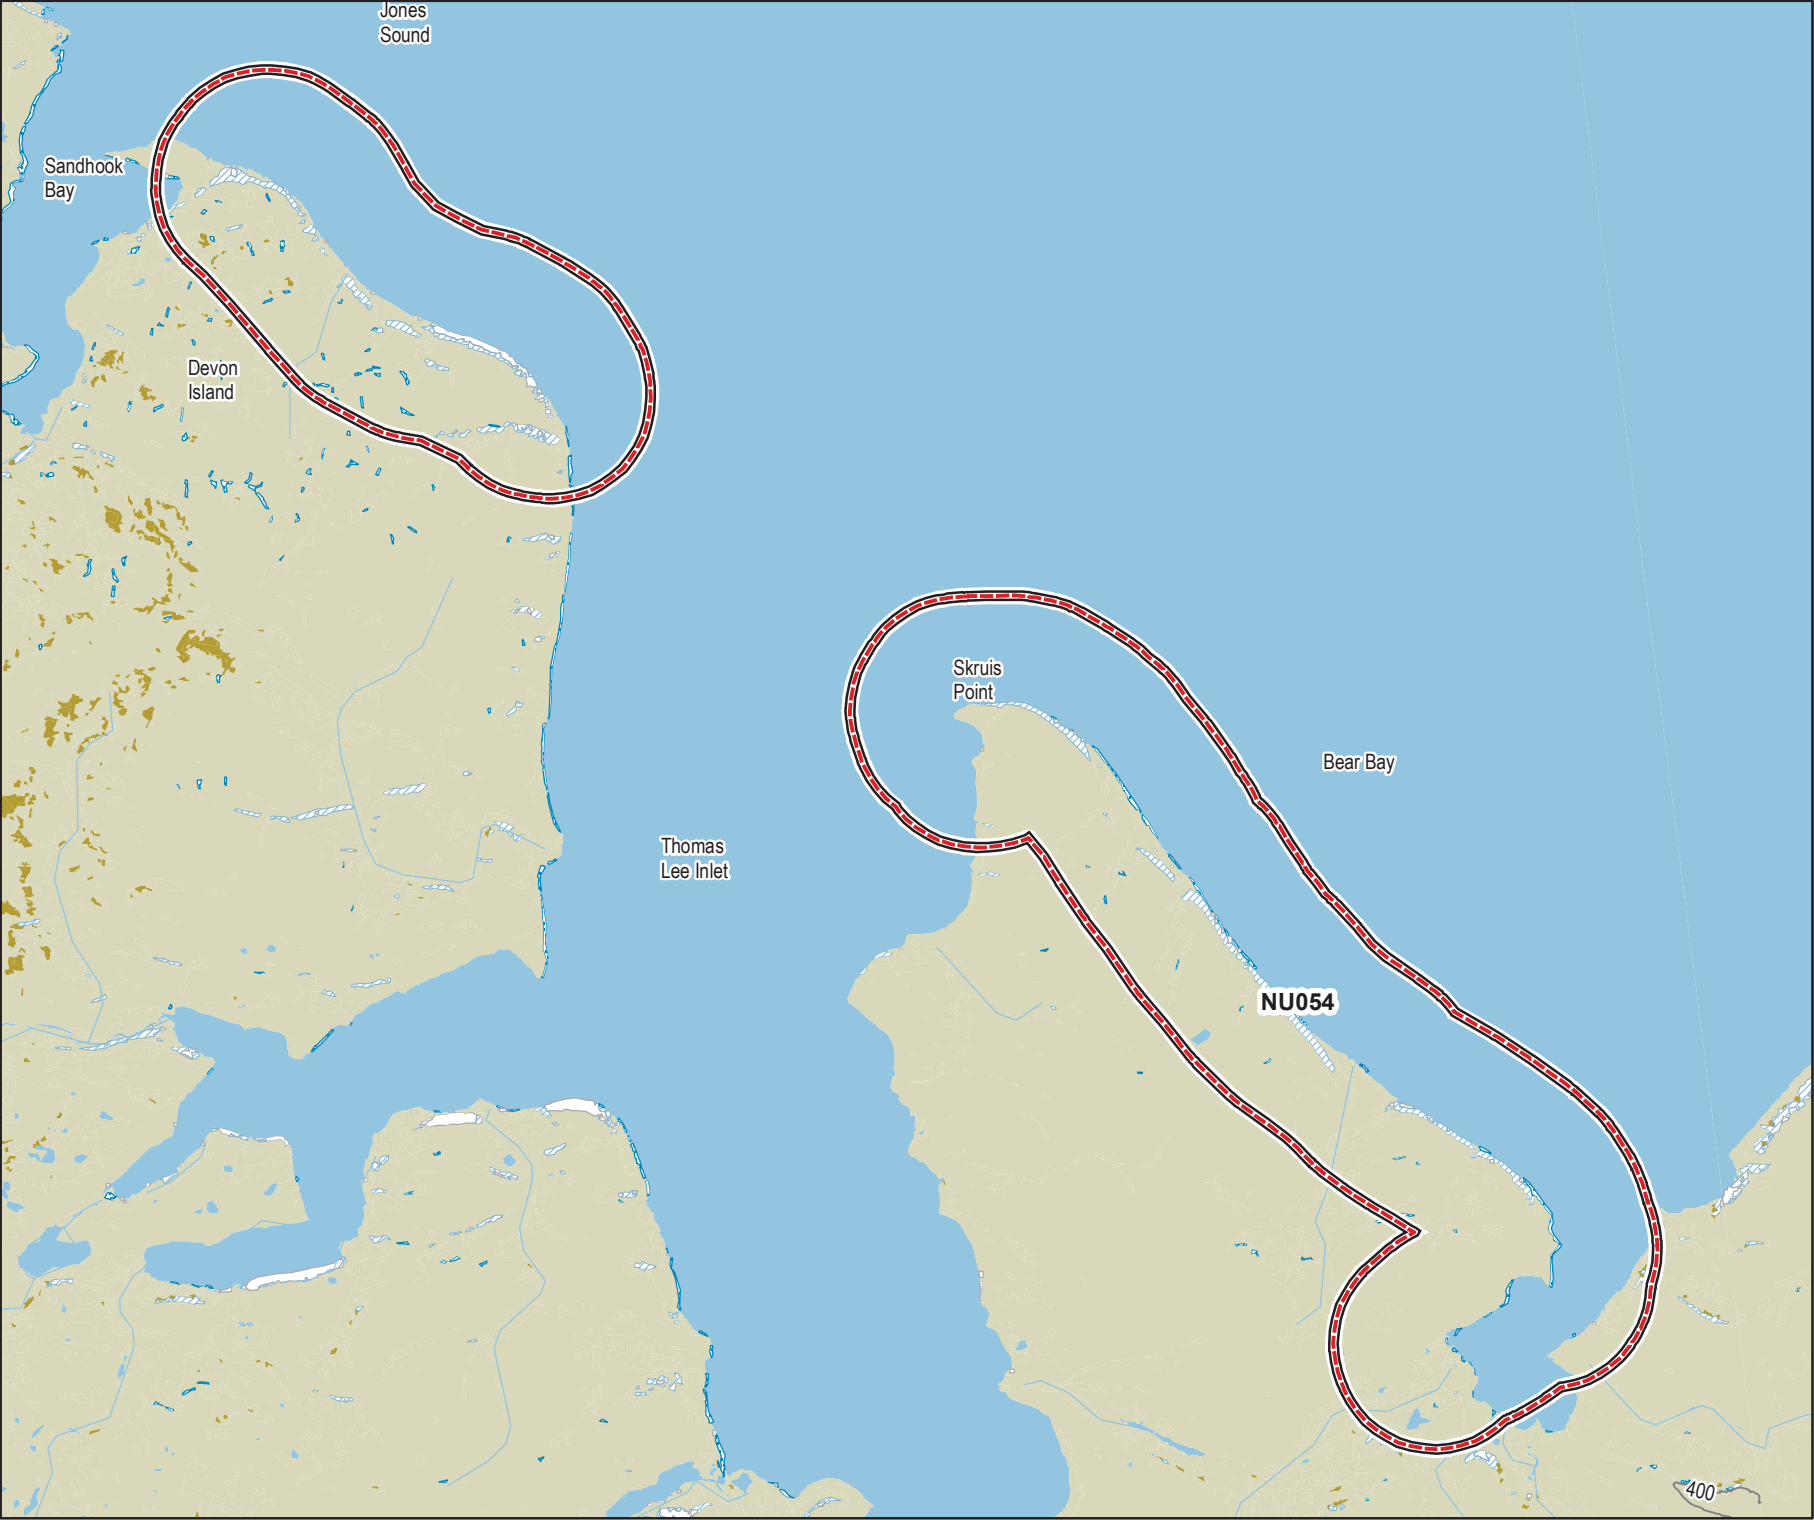 Jones
Sound
Sandhook
Bay
Devon
Island
Skruis
Point
Bear Bay
Thomas
Lee Inlet
NU054
400